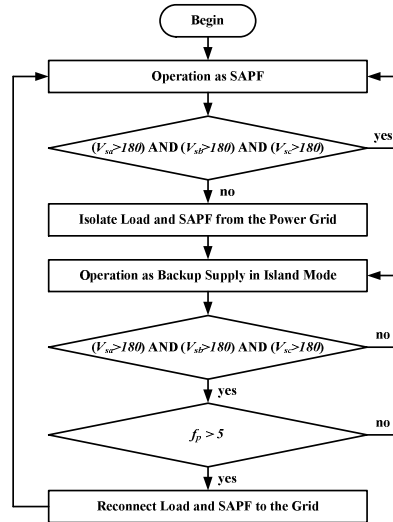 Begin
Operation as SAPF
(Vsa>180) AND (Vsb>180) AND (Vsc>180)
yes
no
Isolate Load and SAPF from the Power Grid
Operation as Backup Supply in Island Mode
(Vsa>180) AND (Vsb>180) AND (Vsc>180)
no
yes
fp > 5
no
yes
Reconnect Load and SAPF to the Grid